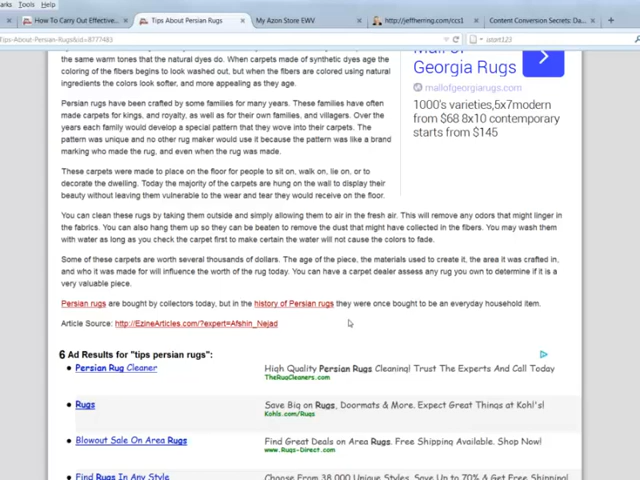 Tools Help
How To Carry Out Effective...
Tips About Persian Rugs
My Azon Store EWV
http://jeffherring.com/ccs1
Content Conversion Secrets: Da...
Tips-About-Persian-Rugs&id=8777483
the same warm tones that the natural dyes do. When carpets made of synthetic dyes age the
coloring of the fibers begins to look washed out, but when the fibers are colored using natural
ingredients the colors look softer, and more appealing as they age.
Georgia Rugs
mallofgeorgiarugs.com
1000's varieties,5x7modern
from $68 8x10 contemporary
starts from $145
Persian rugs have been crafted by some families for many years. These families have often
made carpets for kings, and royalty, as well as for their own families, and villagers. Over the
years each family would develop a special pattern that they wove into their carpets. The
pattern was unique and no other rug maker would use it because the pattern was like a brand
marking who made the rug, and even when the rug was made.
These carpets were made to place on the floor for people to sit on, walk on, lie on, or to
decorate the dwelling. Today the majority of the carpets are hung on the wall to display their
beauty without leaving them vulnerable to the wear and tear they would receive on the floor.
You can clean these rugs by taking them outside and simply allowing them to air in the fresh air. This will remove any odors that might linger in
the fabrics. You can also hang them up so they can be beaten to remove the dust that might have collected in the fibers. You may wash them
with water as long as you check the carpet first to make certain the water will not cause the colors to fade.
Some of these carpets are worth several thousands of dollars. The age of the piece, the materials used to create it, the area it was crafted in,
and who it was made for will influence the worth of the rug today. You can have a carpet dealer assess any rug you own to determine if it is a
very valuable piece.
Persian rugs are bought by collectors today, but in the history of Persian rugs they were once bought to be an everyday household item.
Article Source: http://EzineArticles.com/?expert=Afshin_Nejad
6 Ad Results for "tips persian rugs":
Persian Rug Cleaner
High Quality Persian Rugs Cleaning! Trust The Experts And Call Today
TheRugCleaners.com
Rugs
Save Big on Rugs, Doormats & More. Expect Great Things at Kohl's!
Kohls.com/Rugs
Blowout Sale On Area Rugs
Find Great Deals on Area Rugs. Free Shipping Available. Shop Now!
www.Rugs-Direct.com
Find Rugs In Any Style
Choose From 38,000 Unique Styles. Save Up to 70% & Get Free Shipping!